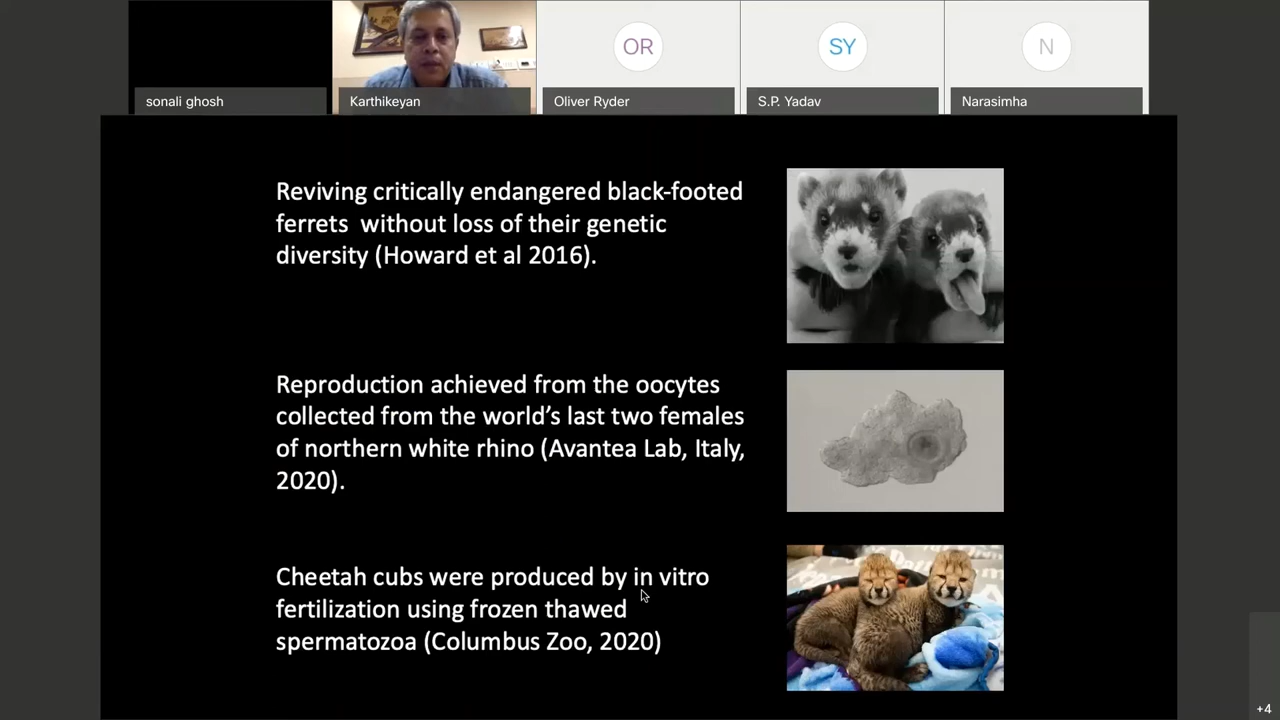 OR
SY
N
sonali ghosh
Karthikeyan
Oliver Ryder
S.P. Yadav
Narasimha
Reviving critically endangered black-footed
ferrets  without loss of their genetic
diversity (Howard et al 2016).
Reproduction achieved from the oocytes
collected from the world’s last two females
of northern white rhino (Avantea Lab, Italy,
2020).
Cheetah cubs were produced by in vitro
fertilization using frozen thawed
spermatozoa (Columbus Zoo, 2020)
+4